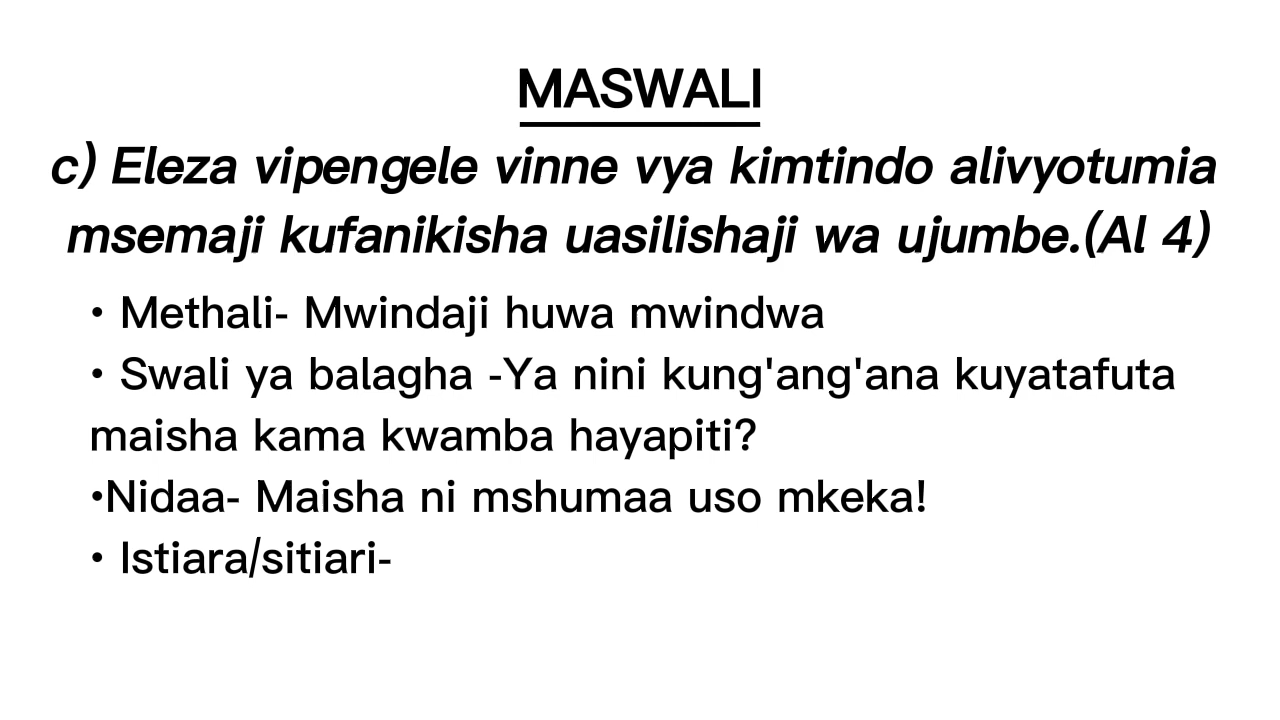 MASWALI
c) Eleza vipengele vinne vya kimtindo alivyotumia
msemaji kufanikisha uasilishaji wa ujumbe.(Al 4)
• Methali- Mwindaji huwa mwindwa
• Swali ya balagha -Ya nini kung'ang'ana kuyatafuta
maisha kama kwamba hayapiti?
•Nidaa- Maisha ni mshumaa uso mkeka!
• Istiara/sitiari-